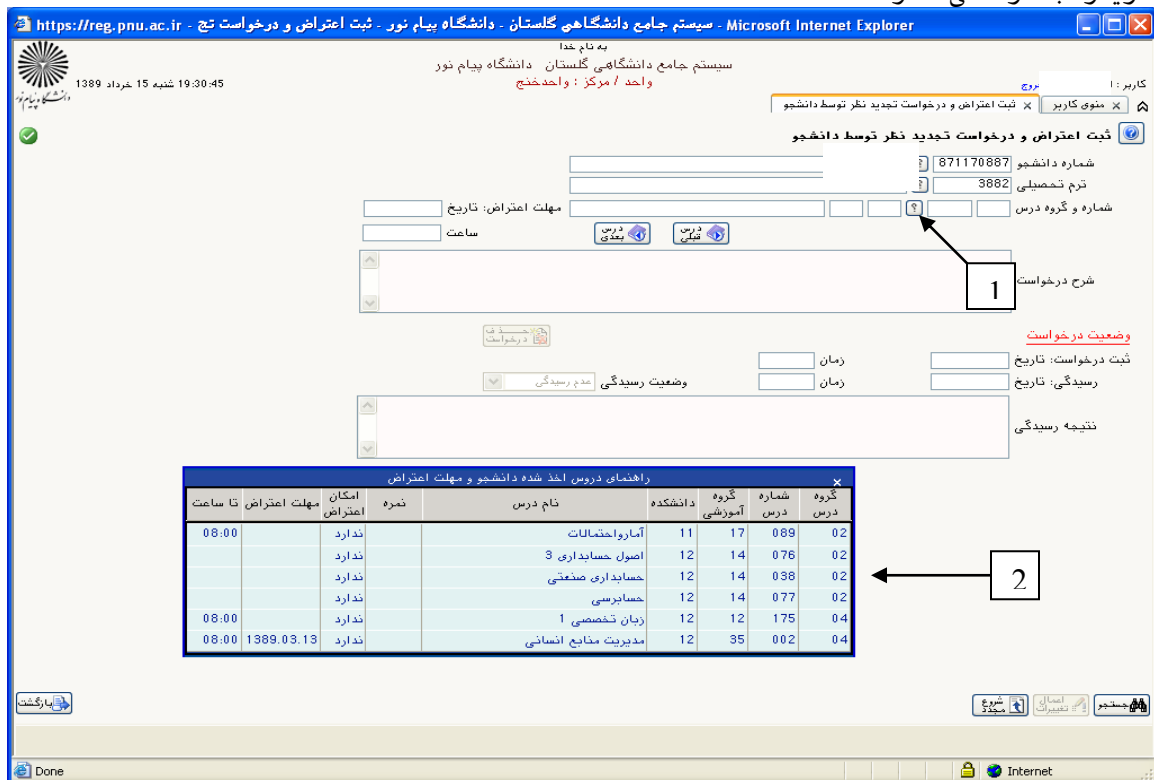 https://reg.pnu.ac.ir - سیستم جامع دانشگاهی گلستان - دانشگاه پیام نور - ثبت اعتراض و درخواست تج - Microsoft Internet Explorer
به نام خدا
سیستم جامع دانشگاهی گلستان دانشگاه پیام نور
واحد / مرکز : واحدخنج
19:30:45 شنبه 15 خرداد 1389
دانشگاه پیام نور
کاربر :
خروج
منوی کاربر
ثبت اعتراض و درخواست تجدید نظر توسط دانشجو
ثبت اعتراض و درخواست تجدید نظر توسط دانشجو
شماره دانشجو 871170887 ?
ترم تحصیلی 3882
شماره و گروه درس ? مهلت اعتراض: تاریخ
درس قبلی درس بعدی ساعت
شرح درخواست
1
وضعیت درخواست
حذف درخواست
ثبت درخواست: تاریخ زمان
رسیدگی: تاریخ زمان وضعیت رسیدگی عدم رسیدگی
نتیجه رسیدگی
راهنمای دروس اخذ شده دانشجو و مهلت اعتراض
گروه درس شماره درس گروه آموزشی دانشکده نام درس نمره امکان اعتراض مهلت اعتراض تا ساعت
02 089 17 11 آمارواحتمالات ندارد 08:00
02 076 14 12 اصول حسابداری 3 ندارد
02 038 14 12 حسابداری صنعتی ندارد
02 077 14 12 حسابرسی ندارد
04 175 12 12 زبان تخصصی 1 ندارد 08:00
04 002 35 12 مدیریت منابع انسانی ندارد 1389.03.13 08:00
2
جستجو شروع مجدد اعمال تغییرات بازگشت
Done Internet